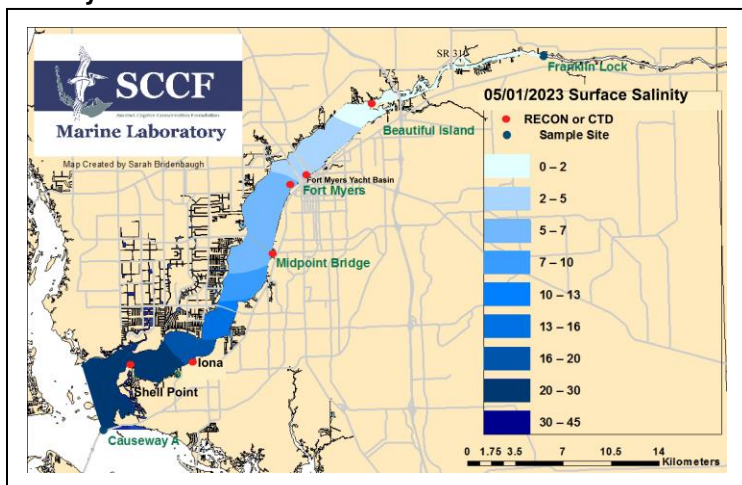 SCCF
Marine Laboratory
Map Created by Sarah Bridenbaugh
I-75
SR 31
Franklin Lock
Beautiful Island
Fort Myers Yacht Basin
Fort Myers
Midpoint Bridge
Iona
Shell Point
Causeway A
05/01/2023 Surface Salinity
RECON or CTD
Sample Site
0 – 2
2 – 5
5 – 7
7 – 10
10 – 13
13 – 16
16 – 20
20 – 30
30 – 45
0 1.75 3.5 7 10.5 14
Kilometers